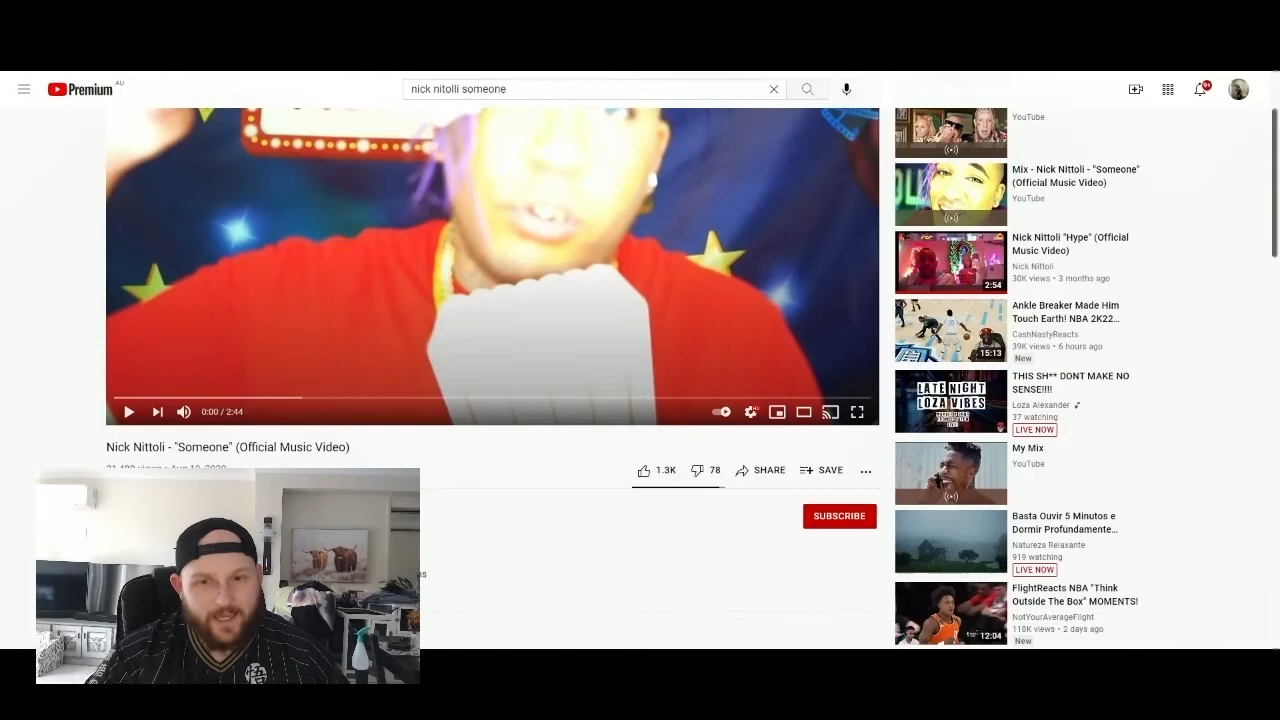 Premium AU
nick nitolli someone
9+
YouTube
Mix - Nick Nittoli - "Someone"
(Official Music Video)
YouTube
Nick Nittoli "Hype" (Official
Music Video)
Nick Nittoli
30K views • 3 months ago
2:54
Ankle Breaker Made Him
Touch Earth! NBA 2K22...
CashNastyReacts
39K views • 6 hours ago
New
15:13
THIS SH** DONT MAKE NO
SENSE!!!!
Loza Alexander
37 watching
LIVE NOW
LATE NIGHT
LOZA VIBES
My Mix
YouTube
Basta Ouvir 5 Minutos e
Dormir Profundamente...
Natureza Relaxante
919 watching
LIVE NOW
FlightReacts NBA "Think
Outside The Box" MOMENTS!
NotYourAverageFlight
118K views • 2 days ago
New
12:04
0:00 / 2:44
Nick Nittoli - "Someone" (Official Music Video)
1.3K 78 SHARE SAVE
SUBSCRIBE
as